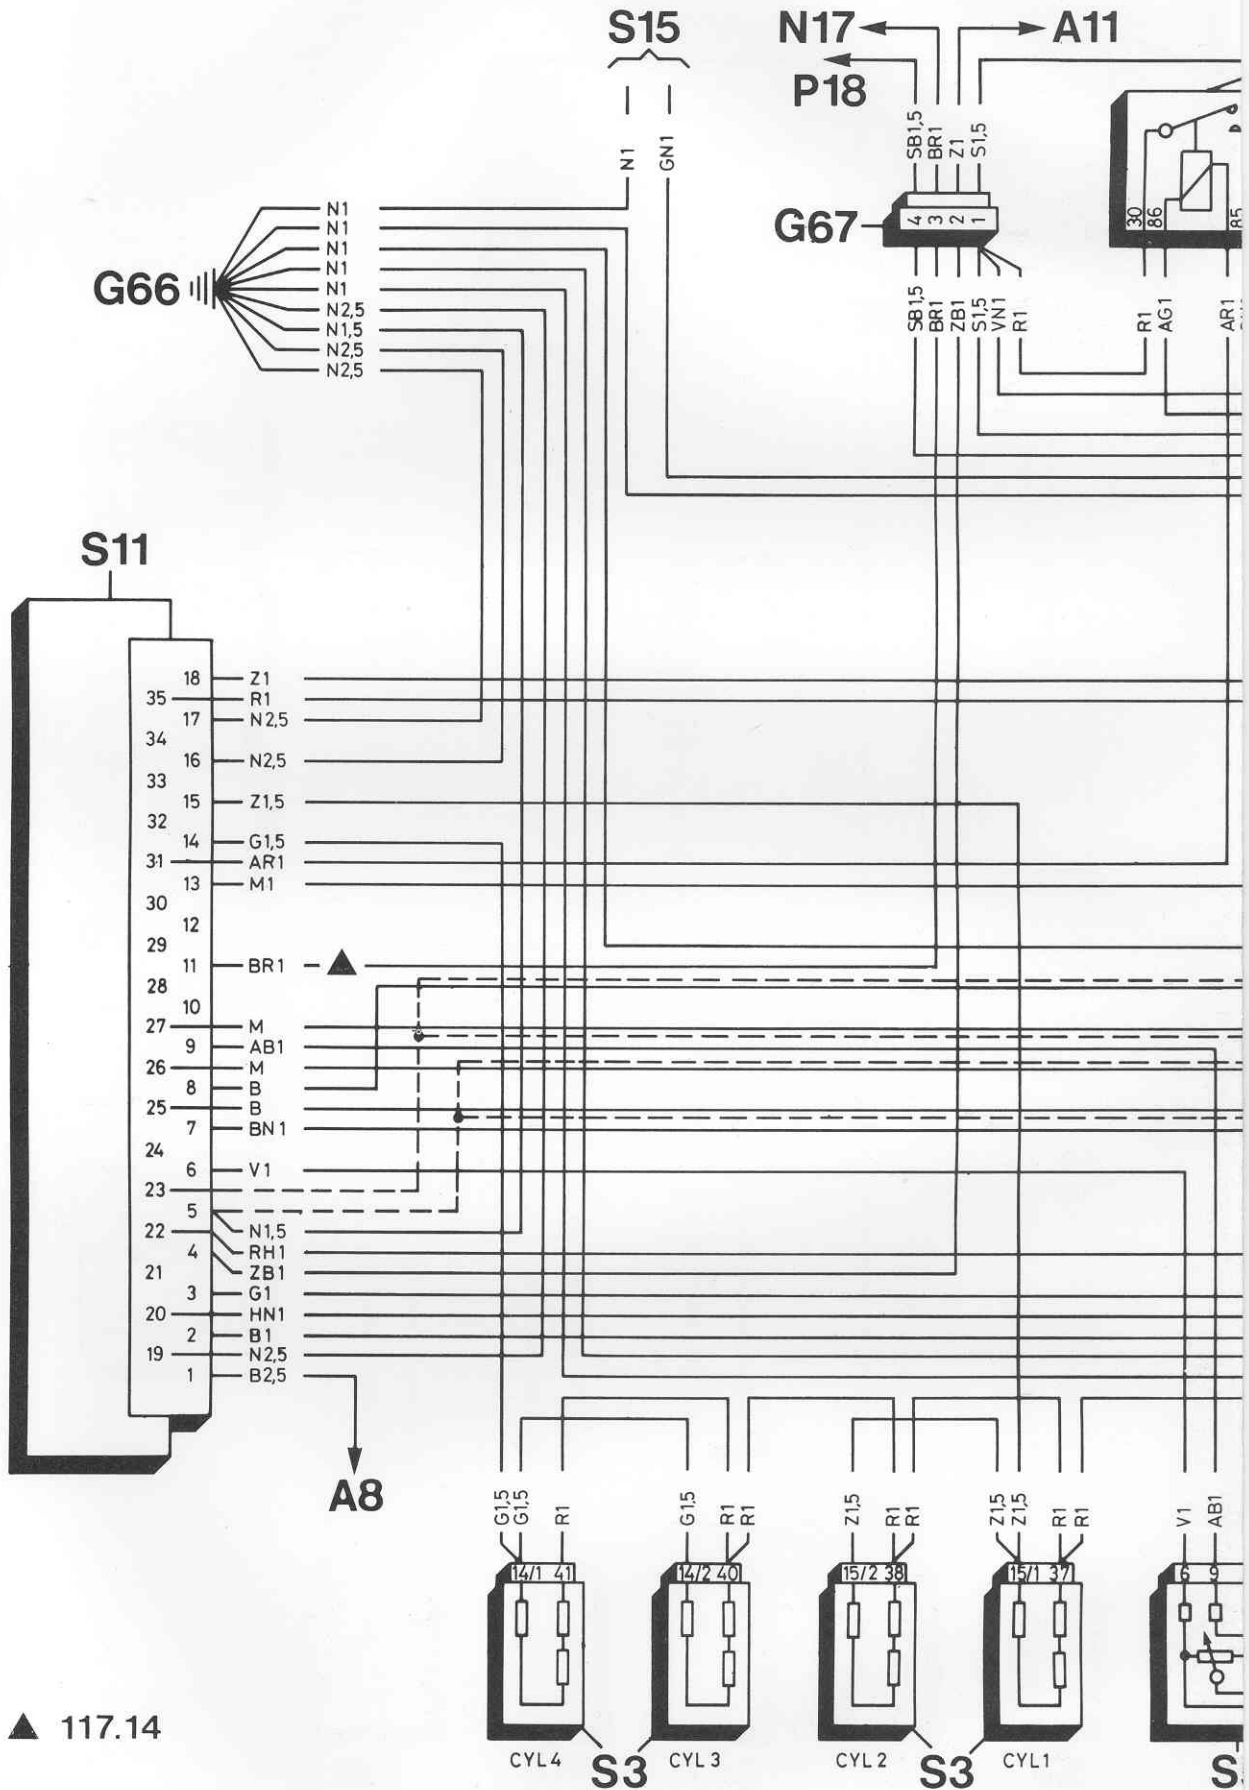 S15
N17
A11
P18
N1
GN1
SB1,5
BR1
Z1
S1,5
G67
4
3
2
1
30
86
85
SB1,5
BR1
ZB1
S1,5
VN1
R1
R1
AG1
AR1
G66
N1
N1
N1
N1
N1
N2,5
N1,5
N2,5
N2,5
S11
18 Z1
35 R1
17 N2,5
34
16 N2,5
33
15 Z1,5
32
14 G1,5
31 AR1
13 M1
30
12
29
11 BR1
28
10
27 M
9 AB1
26 M
8 B
25 B
7 BN1
24
6 V1
23
5
22 N1,5
4 RH1
21 ZB1
3 G1
20 HN1
2 B1
19 N2,5
1 B2,5
A8
G1,5
G1,5
R1
G1,5
R1
R1
Z1,5
R1
R1
Z1,5
Z1,5
R1
R1
V1
AB1
14/1 41
14/2 40
15/2 38
15/1 37
6 9
CYL4
S3
CYL3
CYL2
S3
CYL1
▲ 117.14